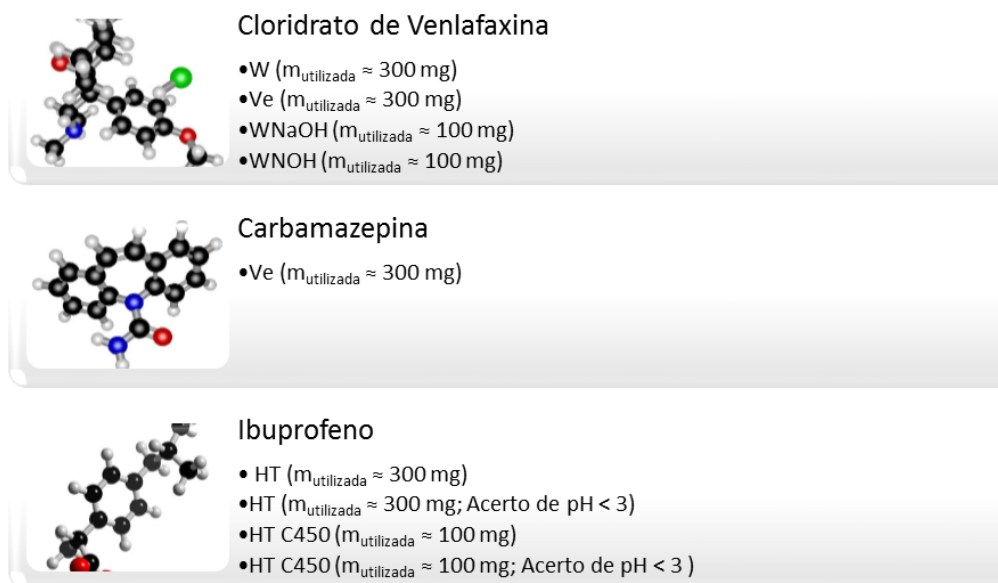 Cloridrato de Venlafaxina
•W (mutilizada ≈ 300 mg)
•Ve (mutilizada ≈ 300 mg)
•WNaOH (mutilizada ≈ 100 mg)
•WNOH (mutilizada ≈ 100 mg)
Carbamazepina
•Ve (mutilizada ≈ 300 mg)
Ibuprofeno
• HT (mutilizada ≈ 300 mg)
•HT (mutilizada ≈ 300 mg; Acerto de pH < 3)
•HT C450 (mutilizada ≈ 100 mg)
•HT C450 (mutilizada ≈ 100 mg; Acerto de pH < 3 )